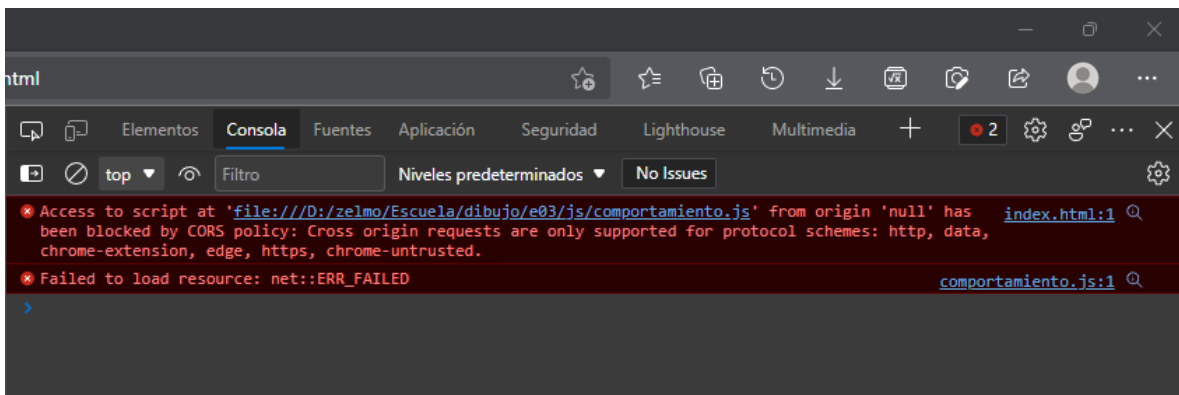 html
Elementos Consola Fuentes Aplicación Seguridad Lighthouse Multimedia 2
top Filtro Niveles predeterminados No Issues
Access to script at 'file:///D:/zelmo/Escuela/dibujo/e03/js/comportamiento.js' from origin 'null' has index.html:1
been blocked by CORS policy: Cross origin requests are only supported for protocol schemes: http, data,
chrome-extension, edge, https, chrome-untrusted.
Failed to load resource: net::ERR_FAILED comportamiento.js:1